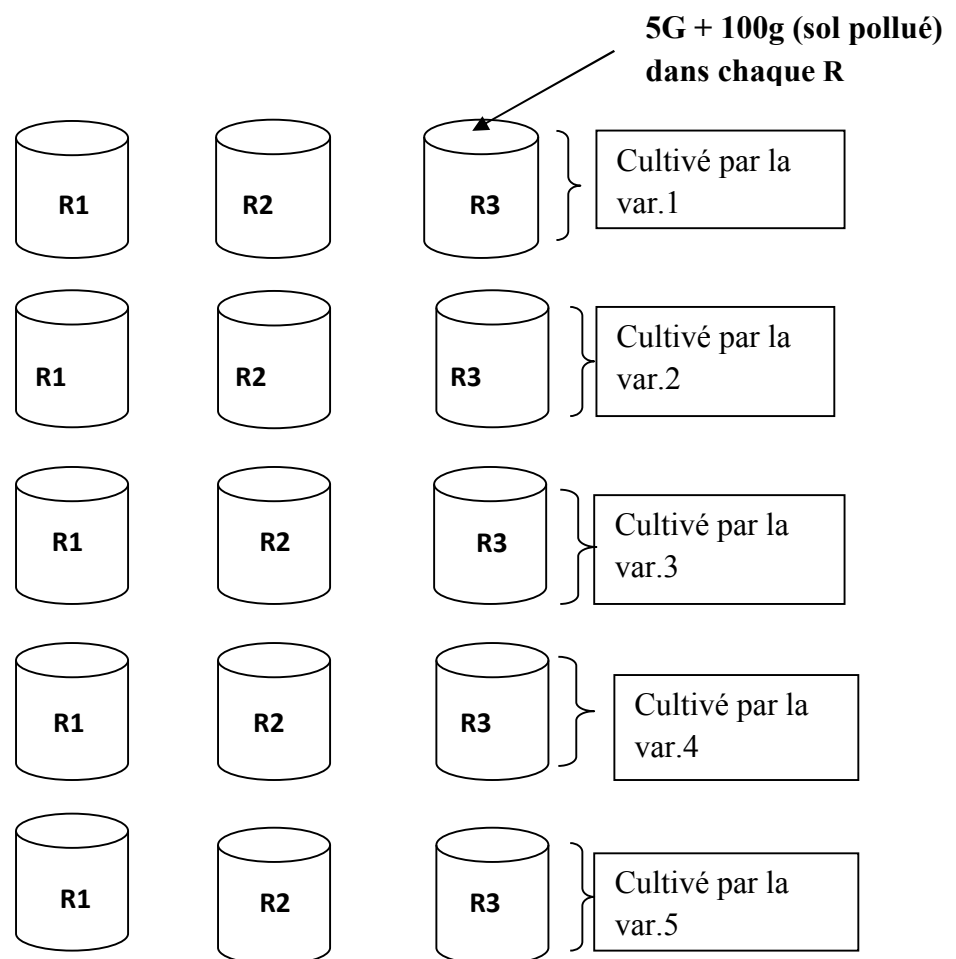 5G + 100g (sol pollué)
dans chaque R
R1
R2
R3
Cultivé par la
var.1
R1
R2
R3
Cultivé par la
var.2
R1
R2
R3
Cultivé par la
var.3
R1
R2
R3
Cultivé par la
var.4
R1
R2
R3
Cultivé par la
var.5